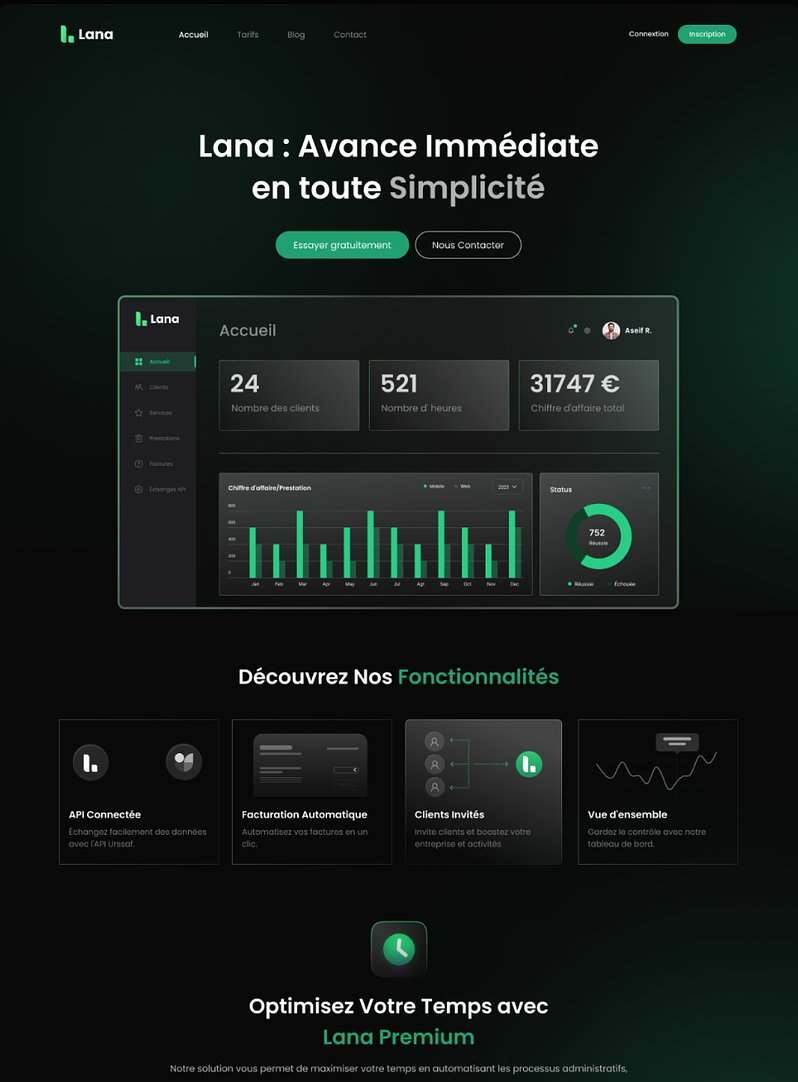 Lana
Accueil
Tarifs
Blog
Contact
Connextion
Inscription
Lana : Avance Immédiate
en toute Simplicité
Essayer gratuitement
Nous Contacter
Lana
Accueil
Clients
Services
Prestations
Factures
Echanges API
Accueil
Aseif R.
24
Nombre des clients
521
Nombre d' heures
31747 €
Chiffre d'affaire total
Chiffre d'affaire/Prestation
Mobile
Web
2025
800
600
400
200
0
Jan
Feb
Mar
Apr
May
Jun
Jul
Agt
Sep
Oct
Nov
Dec
Status
752
Réussie
Réussie
Échouée
Découvrez Nos Fonctionnalités
API Connectée
Échangez facilement des données
avec l'API Urssaf.
Facturation Automatique
Automatisez vos factures en un
clic.
Clients Invités
Invite clients et boostez votre
entreprise et activités
Vue d'ensemble
Gardez le contrôle avec notre
tableau de bord.
Optimisez Votre Temps avec
Lana Premium
Notre solution vous permet de maximiser votre temps en automatisant les processus administratifs,